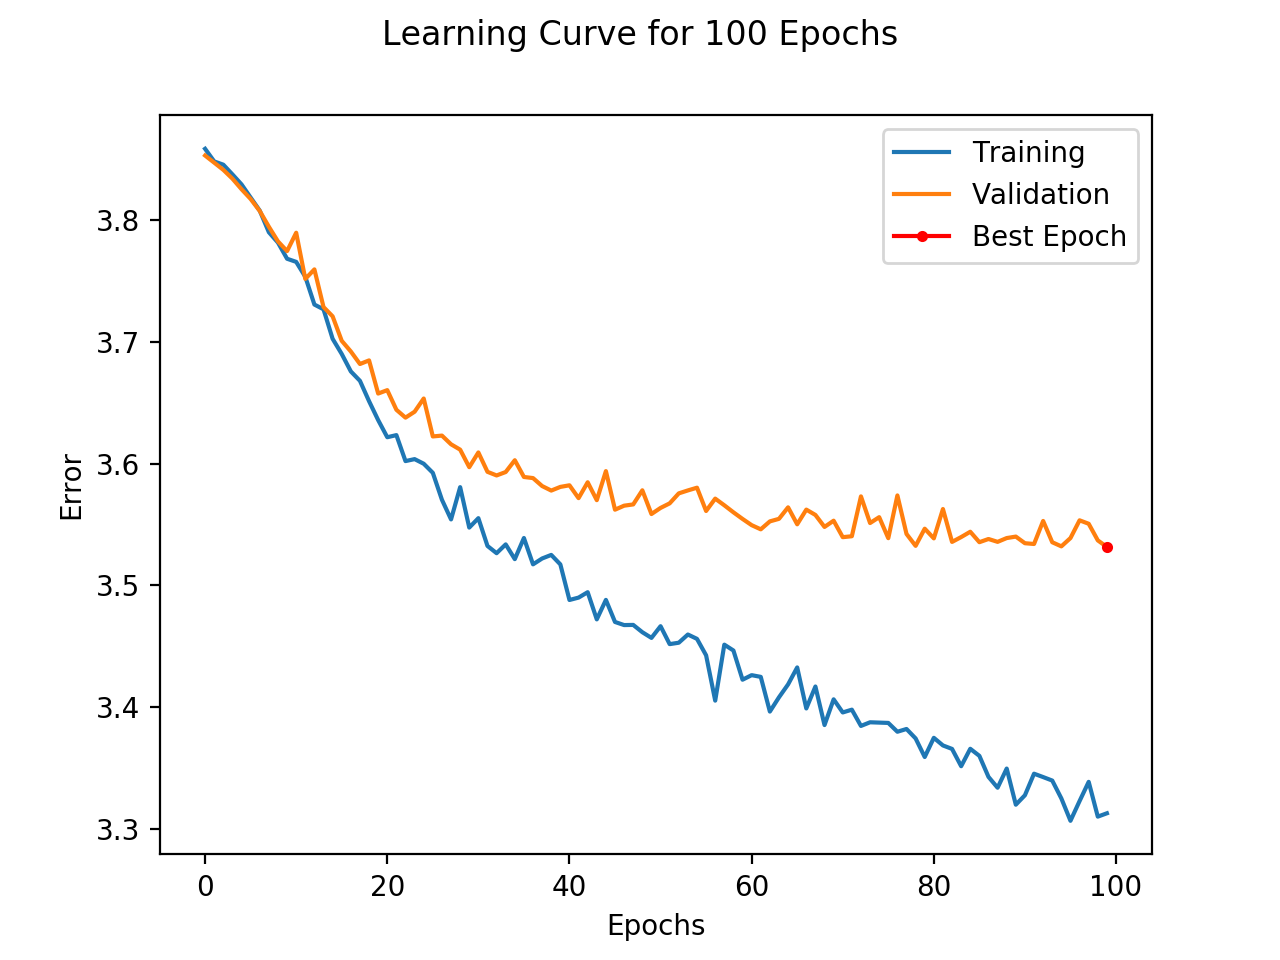 Learning Curve for 100 Epochs
Training
Validation
Best Epoch
3.8
3.7
3.6
3.5
3.4
3.3
Error
0 20 40 60 80 100
Epochs